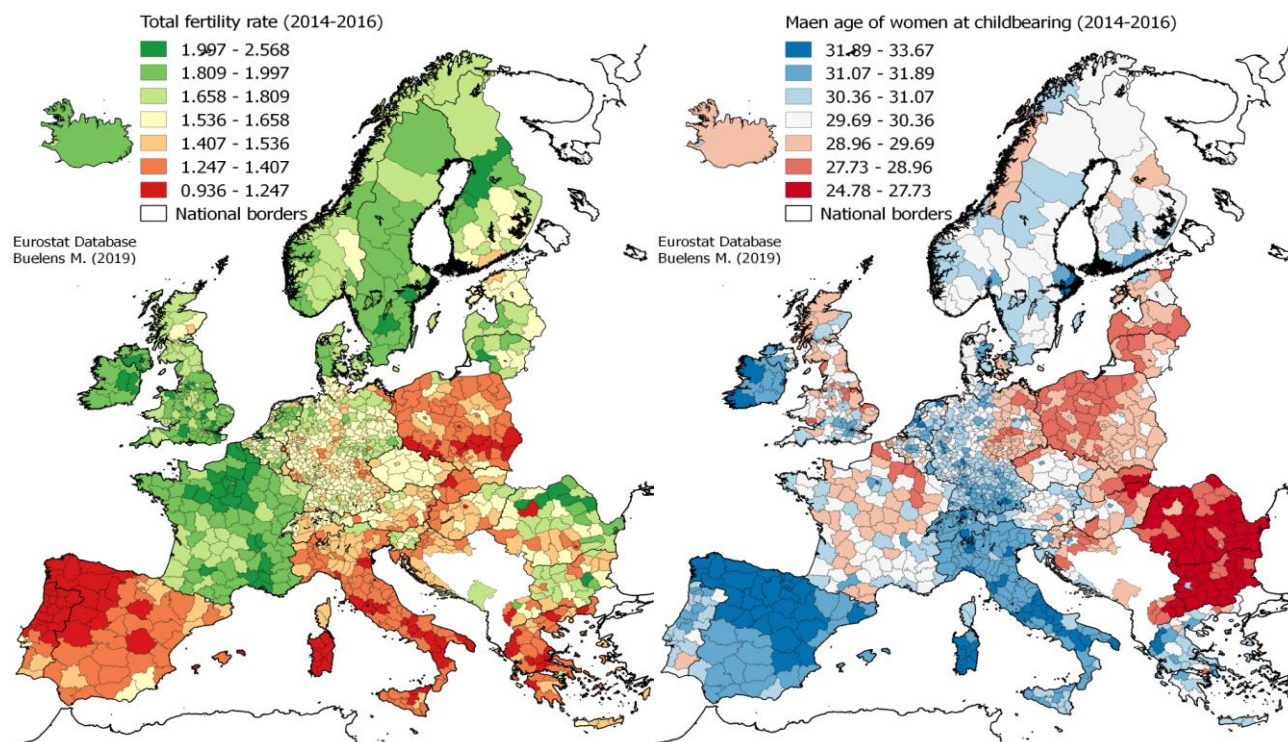 Total fertility rate (2014-2016)
1.997 - 2.568
1.809 - 1.997
1.658 - 1.809
1.536 - 1.658
1.407 - 1.536
1.247 - 1.407
0.936 - 1.247
National borders
Eurostat Database
Buelens M. (2019)
Maen age of women at childbearing (2014-2016)
31.89 - 33.67
31.07 - 31.89
30.36 - 31.07
29.69 - 30.36
28.96 - 29.69
27.73 - 28.96
24.78 - 27.73
National borders
Eurostat Database
Buelens M. (2019)